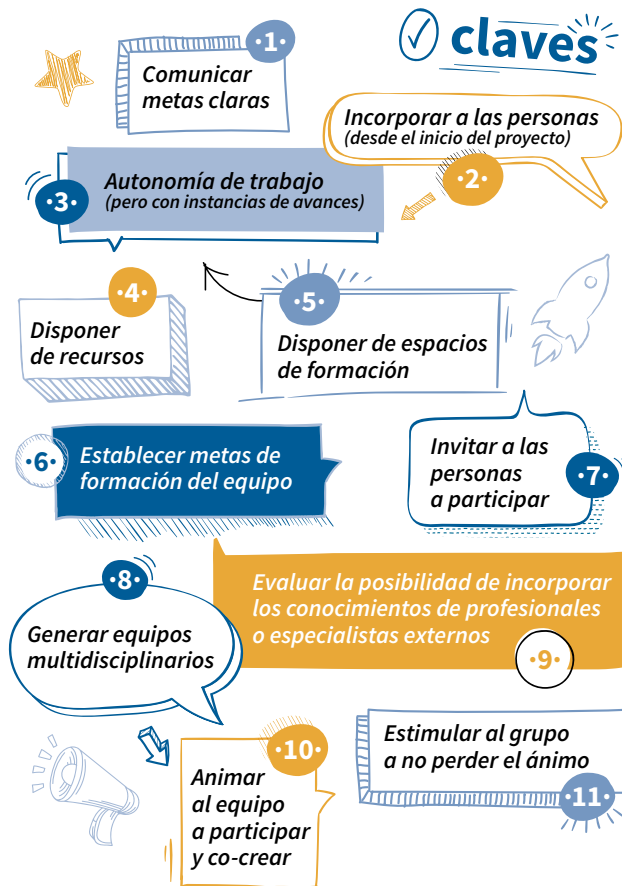 claves
·1·
Comunicar
metas claras
Incorporar a las personas
(desde el inicio del proyecto)
·2·
·3·
Autonomía de trabajo
(pero con instancias de avances)
·4·
Disponer
de recursos
·5·
Disponer de espacios
de formación
·6·
Establecer metas de
formación del equipo
Invitar a las
personas
a participar
·7·
·8·
Generar equipos
multidisciplinarios
Evaluar la posibilidad de incorporar
los conocimientos de profesionales
o especialistas externos
·9·
·10·
Animar
al equipo
a participar
y co-crear
Estimular al grupo
a no perder el ánimo
·11·